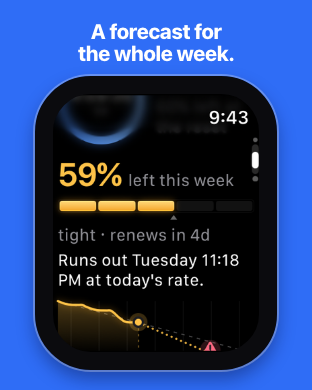 A forecast for
the whole week.
9:43
59% left this week
tight · renews in 4d
Runs out Tuesday 11:18
PM at today's rate.